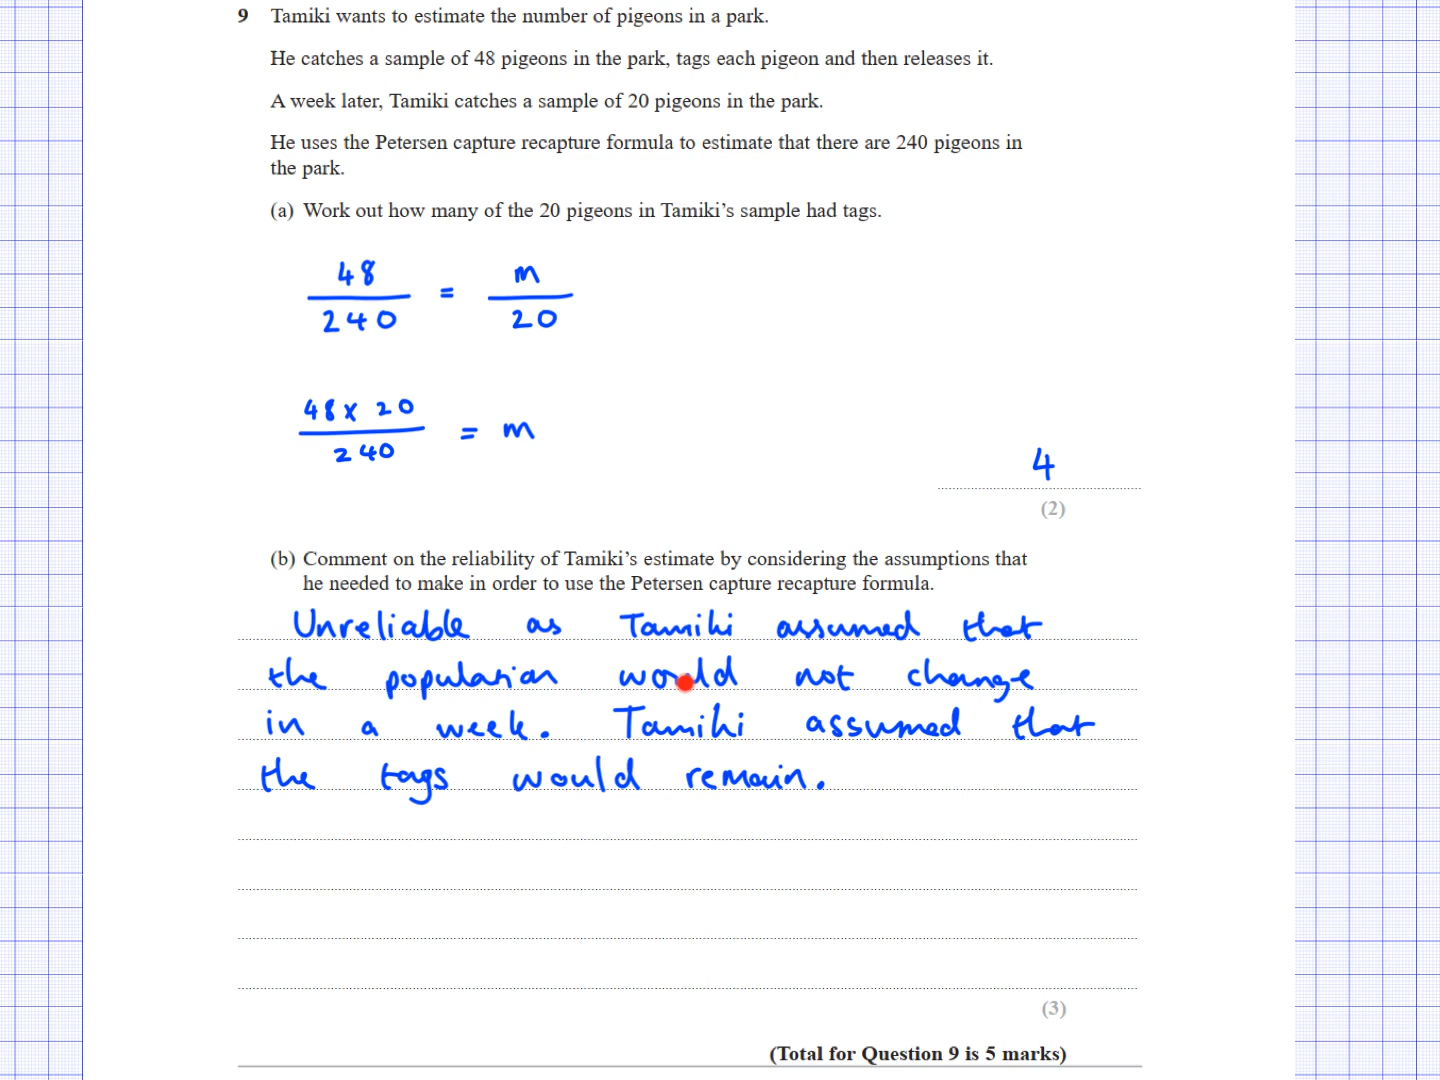 9 Tamiki wants to estimate the number of pigeons in a park.
He catches a sample of 48 pigeons in the park, tags each pigeon and then releases it.
A week later, Tamiki catches a sample of 20 pigeons in the park.
He uses the Petersen capture recapture formula to estimate that there are 240 pigeons in
the park.
(a) Work out how many of the 20 pigeons in Tamiki's sample had tags.
48/240 = m/20
48 x 20/240 = m
4
(2)
(b) Comment on the reliability of Tamiki's estimate by considering the assumptions that
he needed to make in order to use the Petersen capture recapture formula.
Unreliable as Tamiki assumed that
the population would not change
in a week. Tamiki assumed that
the tags would remain.
(3)
(Total for Question 9 is 5 marks)